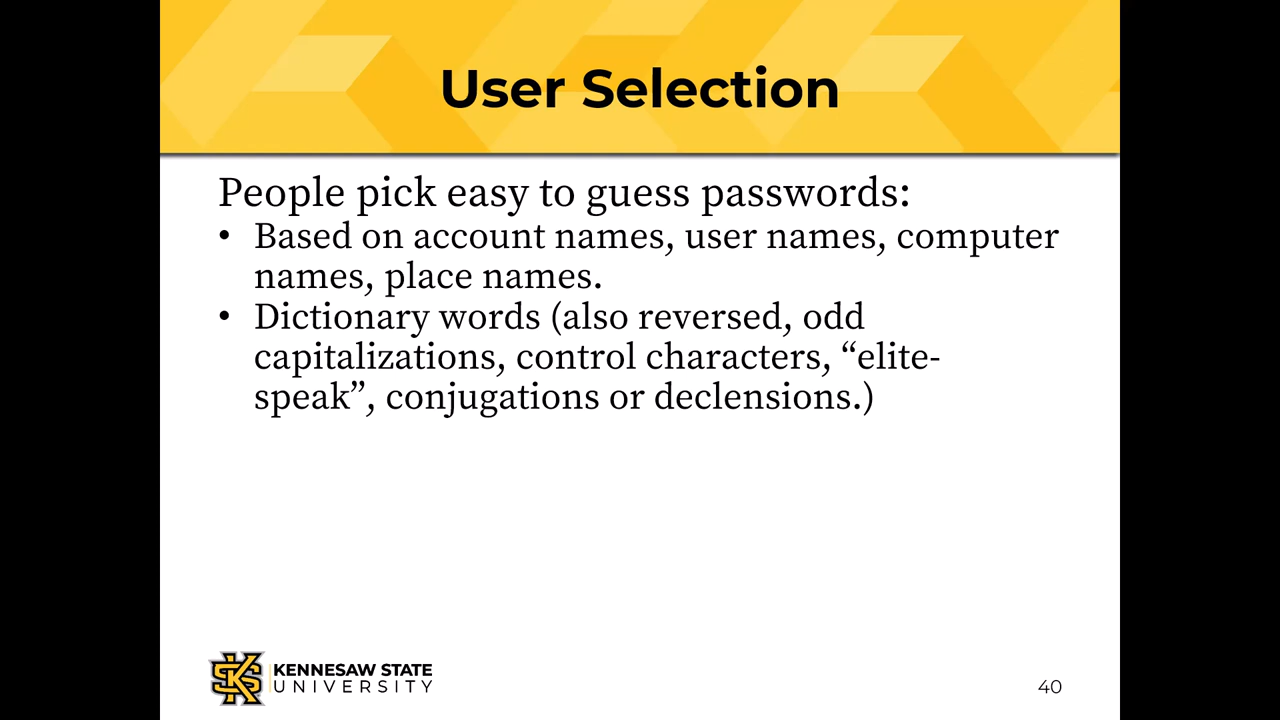 User Selection
People pick easy to guess passwords:
• Based on account names, user names, computer
names, place names.
• Dictionary words (also reversed, odd
capitalizations, control characters, “elite-
speak”, conjugations or declensions.)
KENNESAW STATE
UNIVERSITY
40